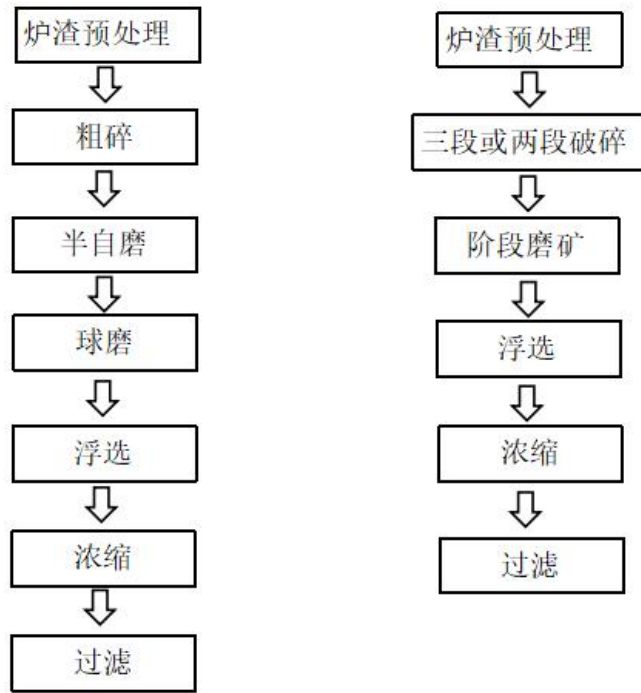 炉渣预处理
粗碎
半自磨
球磨
浮选
浓缩
过滤
炉渣预处理
三段或两段破碎
阶段磨矿
浮选
浓缩
过滤